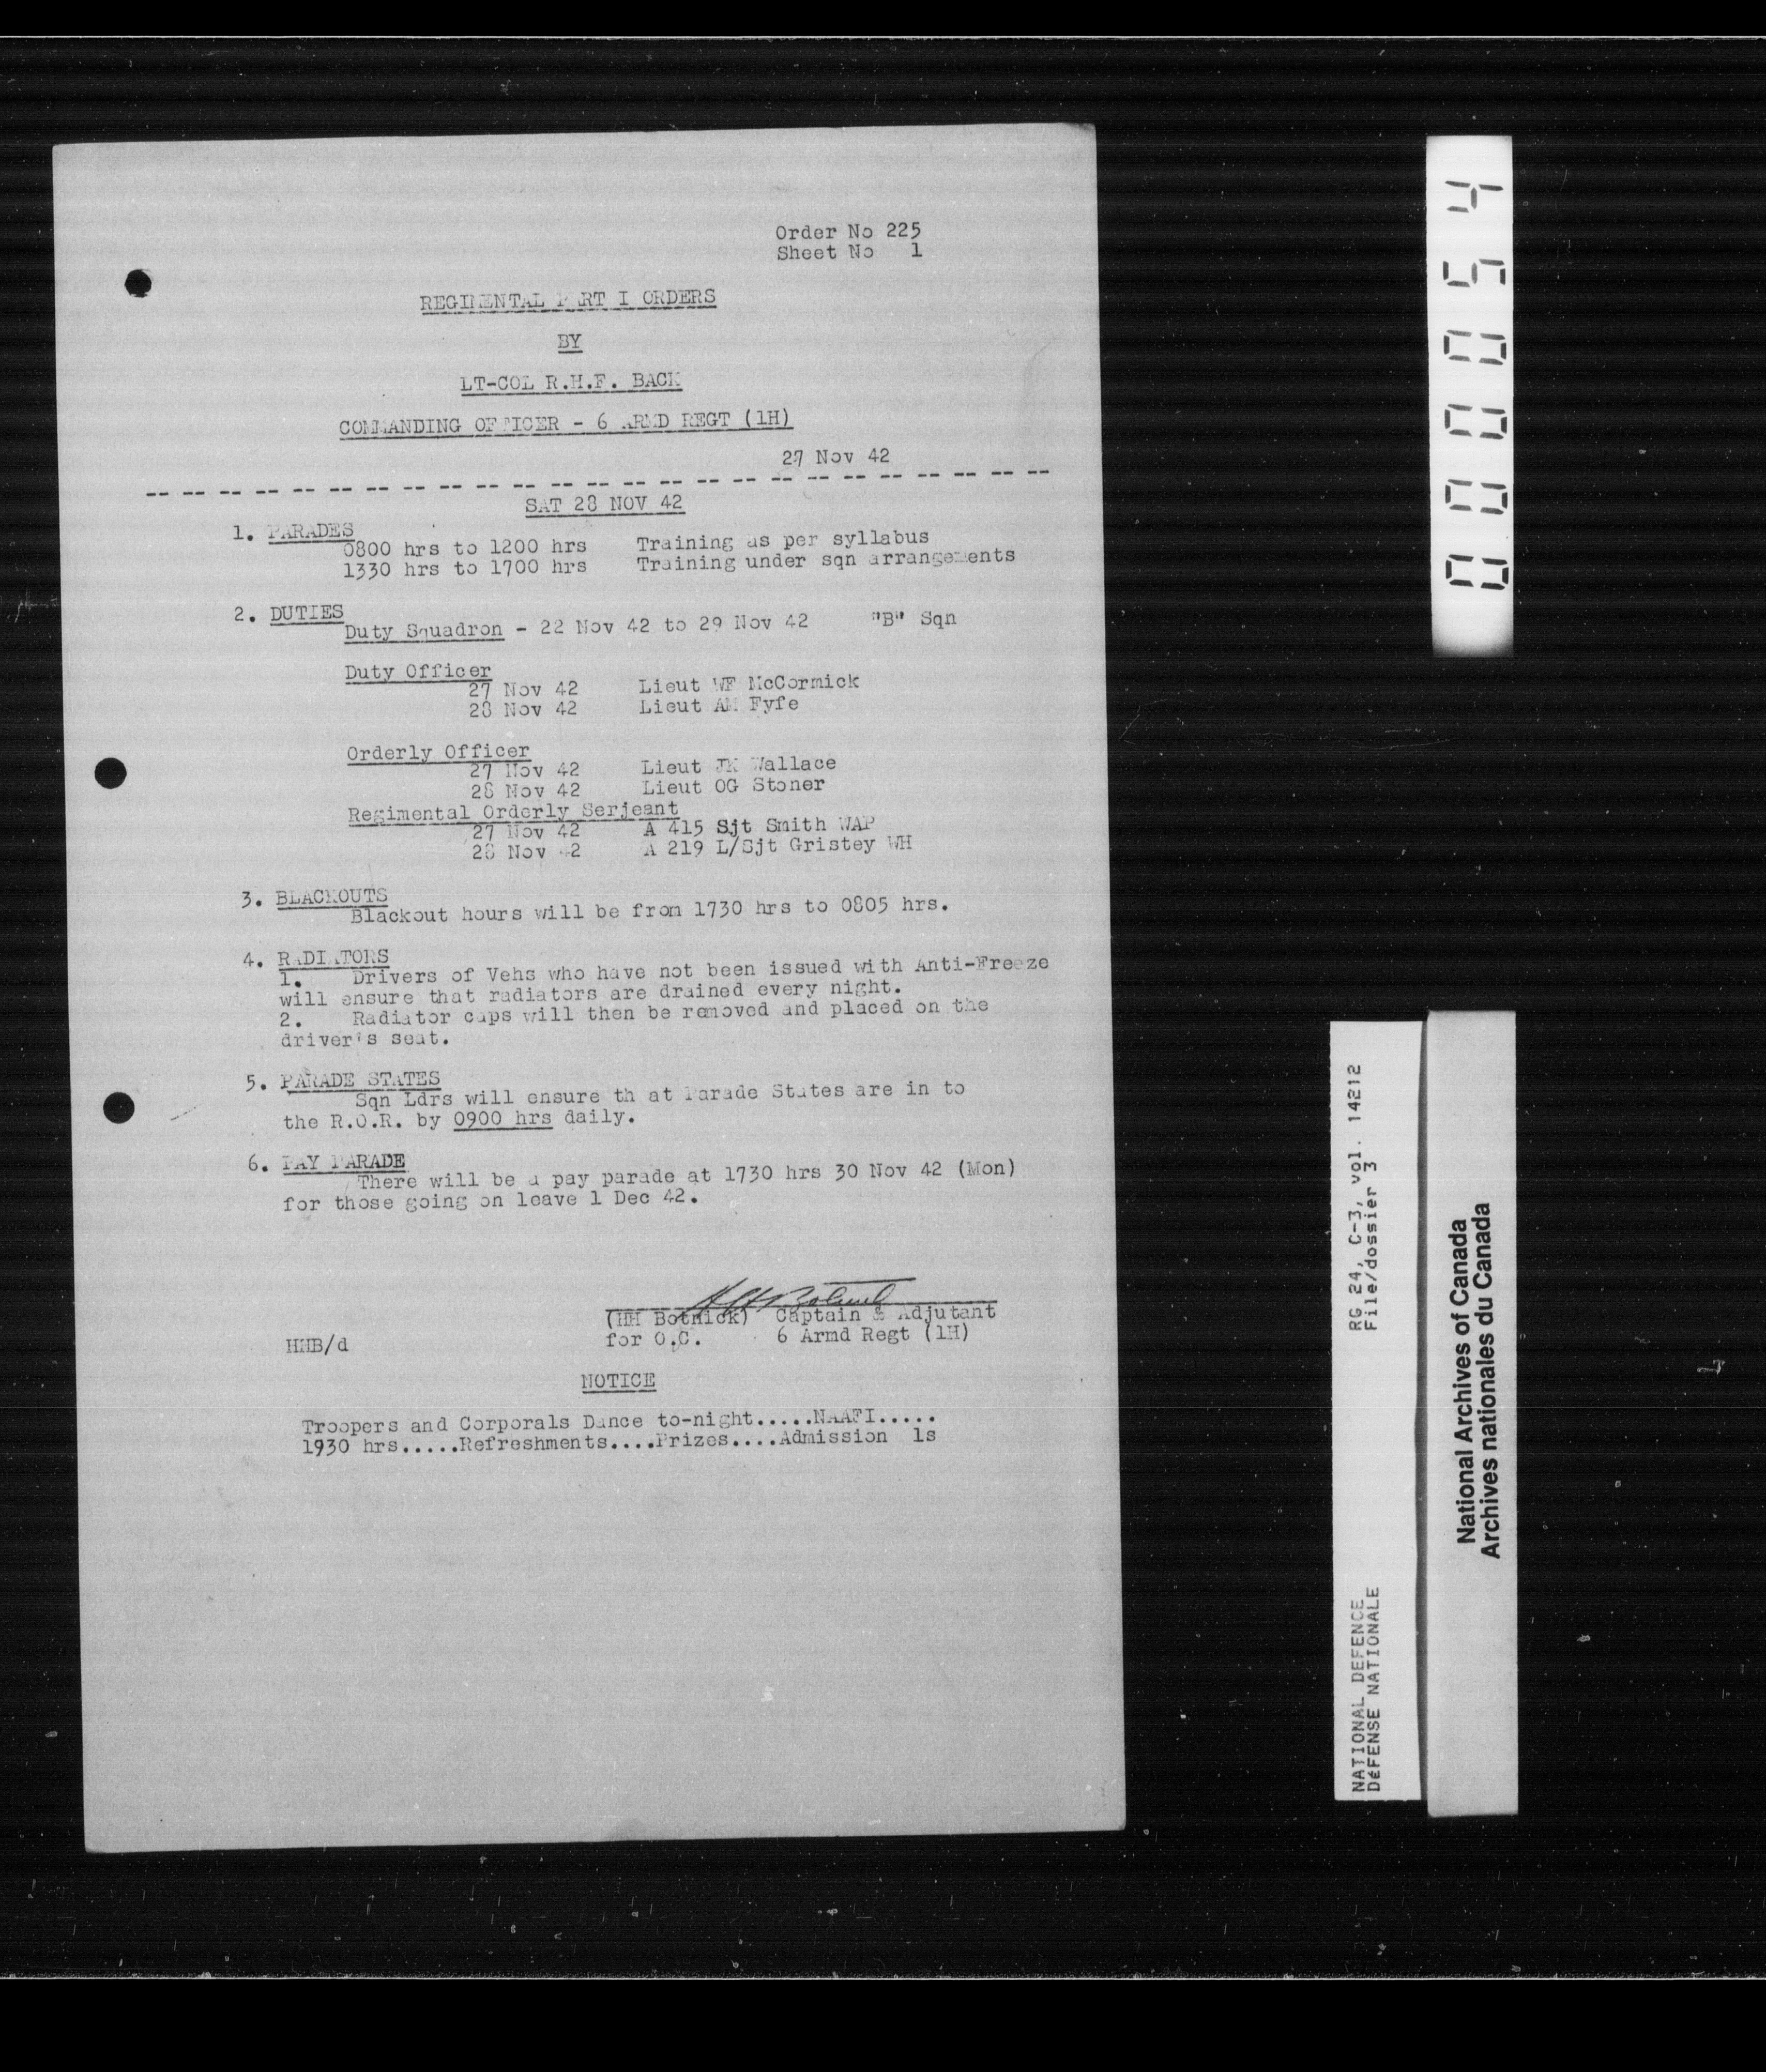 Order No 225
Sheet No 1
REGIMENTAL PART I ORDERS
BY
LT-COL R.H.F. BACK
COMMANDING OFFICER - 6 ARMD REGT (1H)
27 Nov 42
SAT 28 NOV 42
1. PARADES
0800 hrs to 1200 hrs Training as per syllabus
1330 hrs to 1700 hrs Training under sqn arrangements
2. DUTIES
Duty Squadron - 22 Nov 42 to 29 Nov 42 "B" Sqn
Duty Officer
27 Nov 42 Lieut WF McCormick
28 Nov 42 Lieut AM Fyfe
Orderly Officer
27 Nov 42 Lieut JK Wallace
28 Nov 42 Lieut OG Stoner
Regimental Orderly Serjeant
27 Nov 42 A 415 Sjt Smith WAP
28 Nov 42 A 219 L/Sjt Gristey WH
3. BLACKOUTS
Blackout hours will be from 1730 hrs to 0805 hrs.
4. RADIATORS
1. Drivers of Vehs who have not been issued with Anti-Freeze
will ensure that radiators are drained every night.
2. Radiator caps will then be removed and placed on the
driver's seat.
5. PARADE STATES
Sqn Ldrs will ensure th at Parade States are in to
the R.O.R. by 0900 hrs daily.
6. PAY PARADE
There will be a pay parade at 1730 hrs 30 Nov 42 (Mon)
for those going on leave 1 Dec 42.
(HH Botnick) Captain & Adjutant
for O.C. 6 Armd Regt (1H)
HHB/d
NOTICE
Troopers and Corporals Dance to-night.....NAAFI.....
1930 hrs.....Refreshments....Prizes....Admission 1s
000054
NATIONAL DEFENCE RG 24, C-3, vol. 14212
DéFENSE NATIONALE File/dossier 3
National Archives of Canada
Archives nationales du Canada